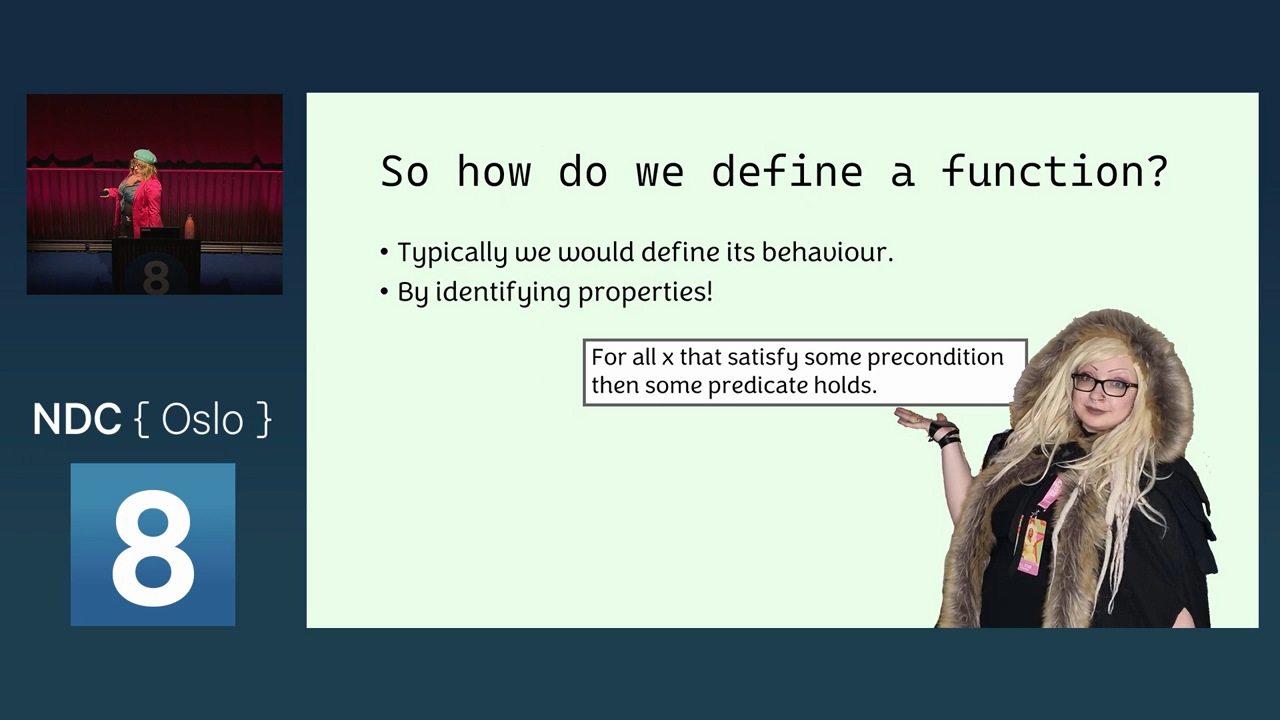 So how do we define a function?
• Typically we would define its behaviour.
• By identifying properties!
For all x that satisfy some precondition
then some predicate holds.
8
NDC { Oslo }
8